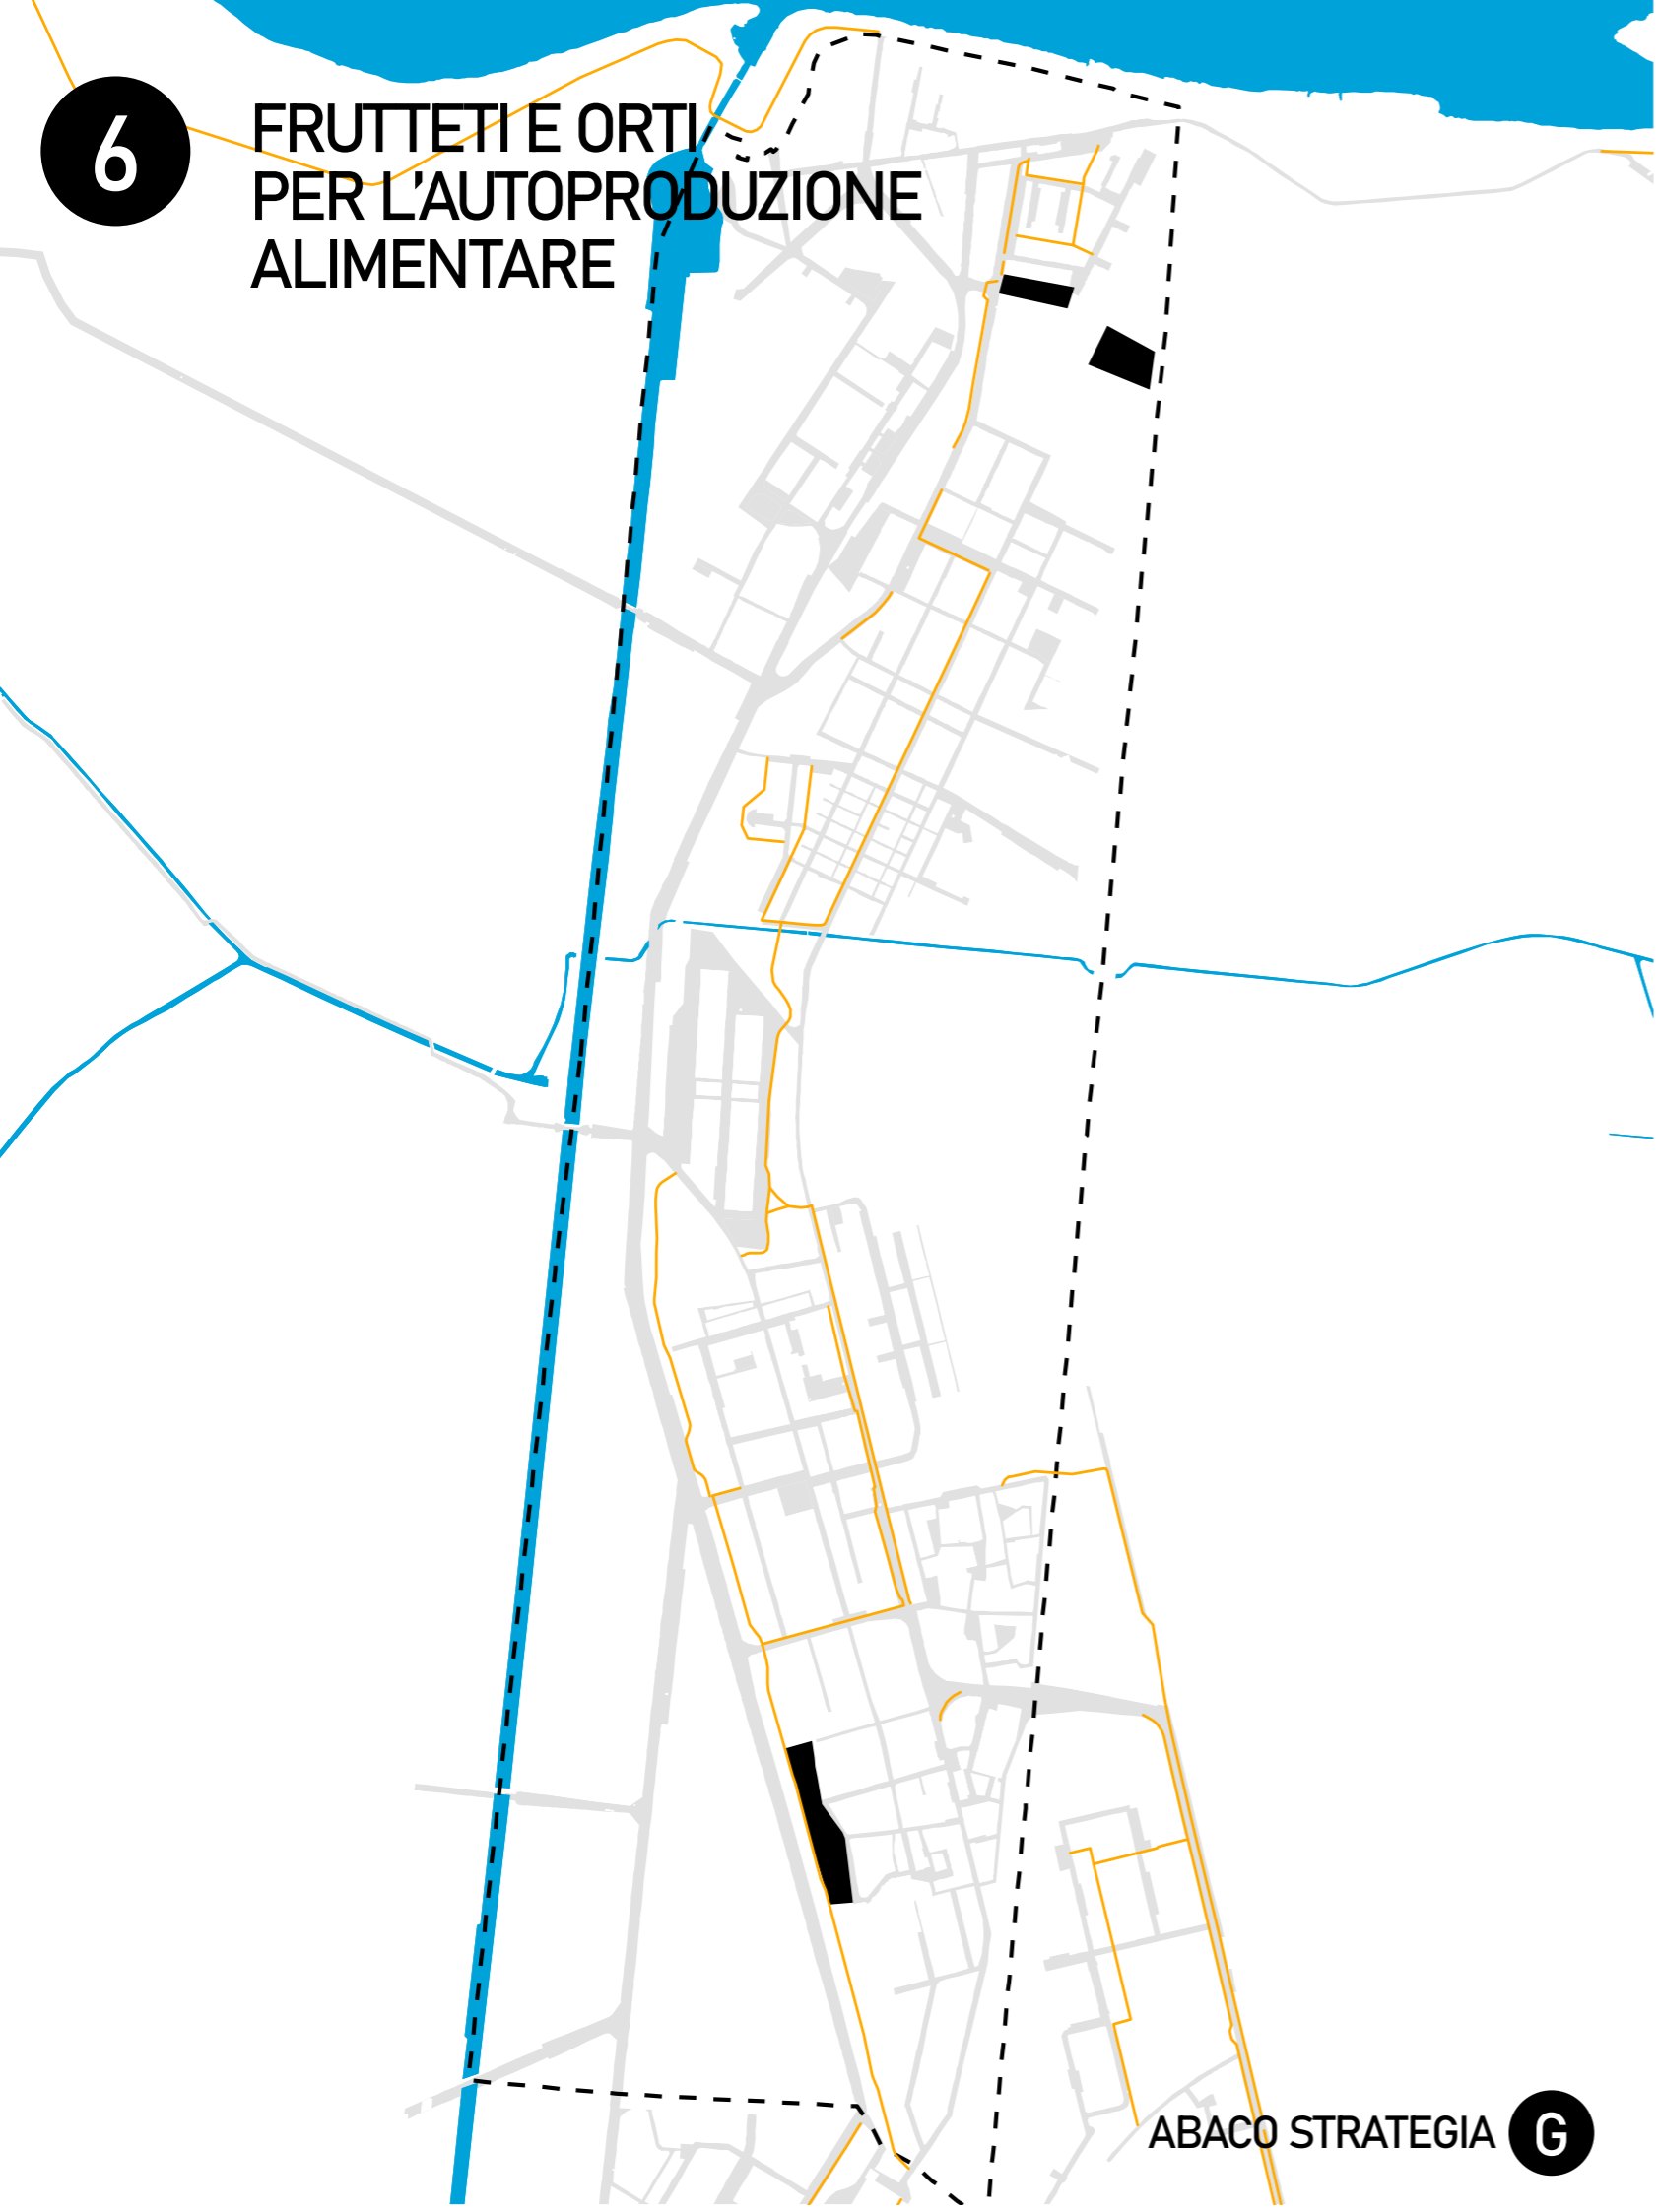 6
FRUTTETI E ORTI
PER L'AUTOPRODUZIONE
ALIMENTARE
ABACO STRATEGIA G